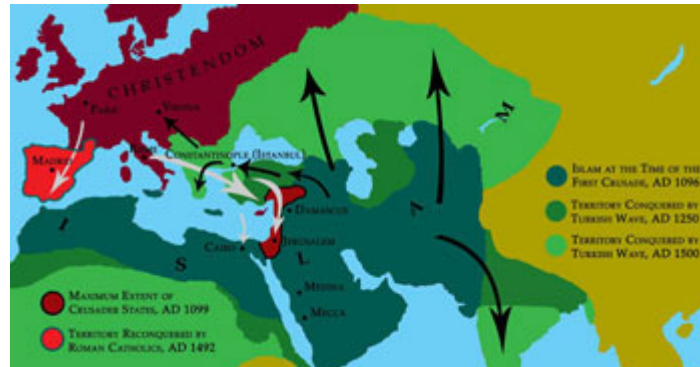 CHRISTENDOM
PARIS
VIENNA
ROME
MADRID
CONSTANTINOPLE (ISTANBUL)
DAMASCUS
JERUSALEM
CAIRO
MEDINA
MECCA
I S L A M
ISLAM AT THE TIME OF THE
FIRST CRUSADE, AD 1096
TERRITORY CONQUERED BY
TURKISH WAVE, AD 1250
TERRITORY CONQUERED BY
TURKISH WAVE, AD 1500
MAXIMUM EXTENT OF
CRUSADER STATES, AD 1099
TERRITORY RECONQUERED BY
ROMAN CATHOLICS, AD 1492